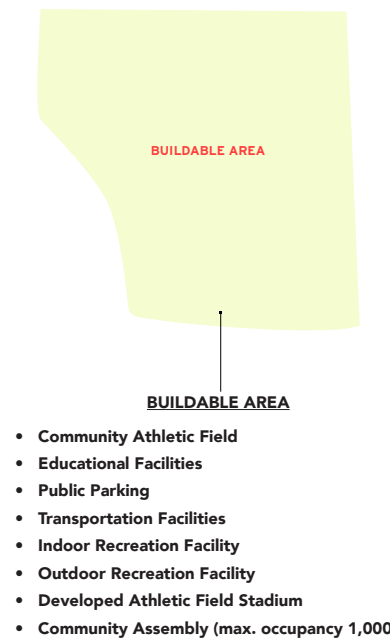 BUILDABLE AREA
BUILDABLE AREA
• Community Athletic Field
• Educational Facilities
• Public Parking
• Transportation Facilities
• Indoor Recreation Facility
• Outdoor Recreation Facility
• Developed Athletic Field Stadium
• Community Assembly (max. occupancy 1,000